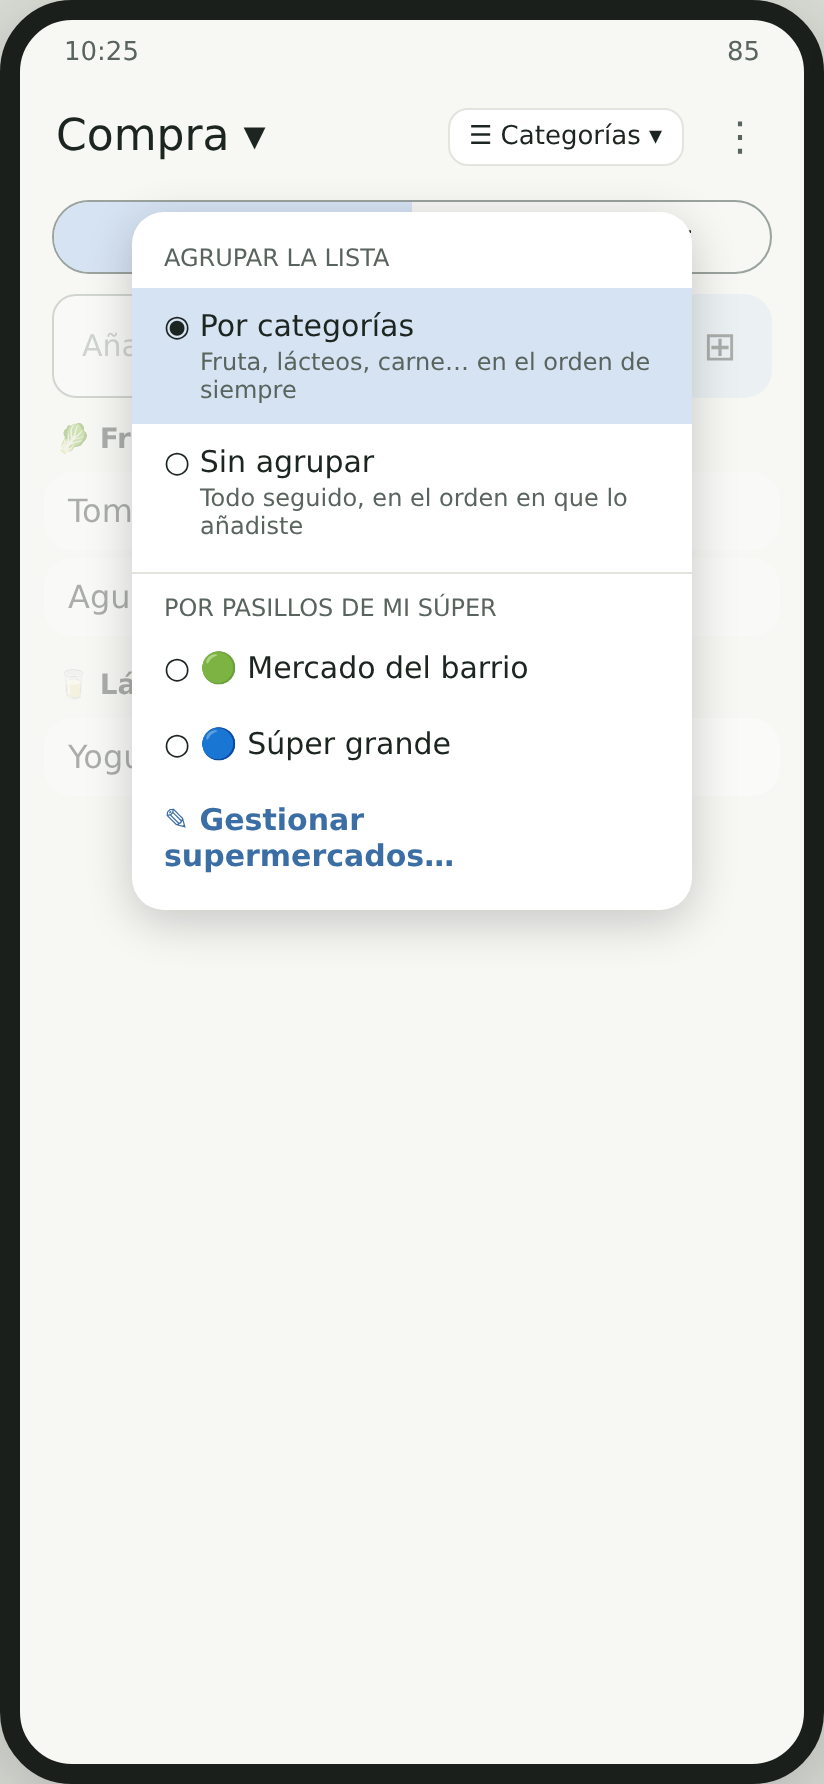 10:25 85
Compra ▾ ☰ Categorías ▾ ⋮
AGRUPAR LA LISTA
Por categorías
Fruta, lácteos, carne... en el orden de
siempre
Sin agrupar
Todo seguido, en el orden en que lo
añadiste
POR PASILLOS DE MI SÚPER
Mercado del barrio
Súper grande
✎ Gestionar
supermercados...